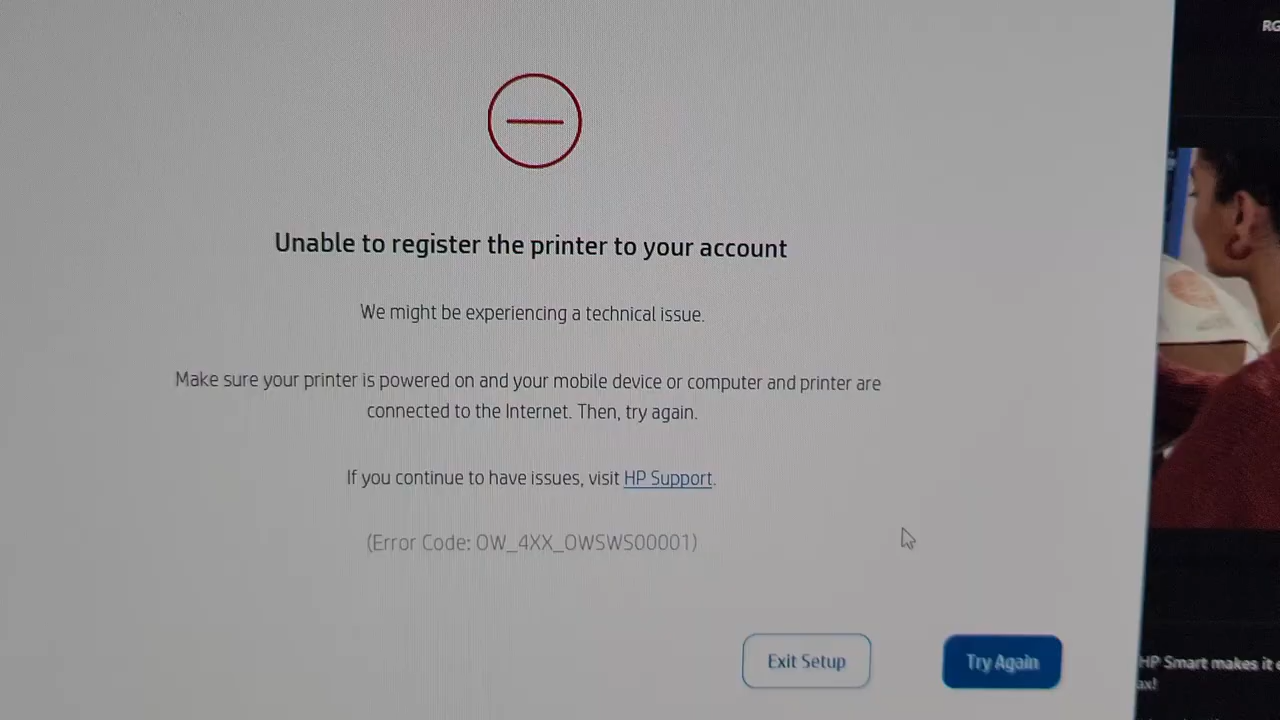 RG
Unable to register the printer to your account
We might be experiencing a technical issue.
Make sure your printer is powered on and your mobile device or computer and printer are
connected to the Internet. Then, try again.
If you continue to have issues, visit HP Support.
(Error Code: OW_4XX_OWSWS00001)
Exit Setup
Try Again
HP Smart makes it e
ax!